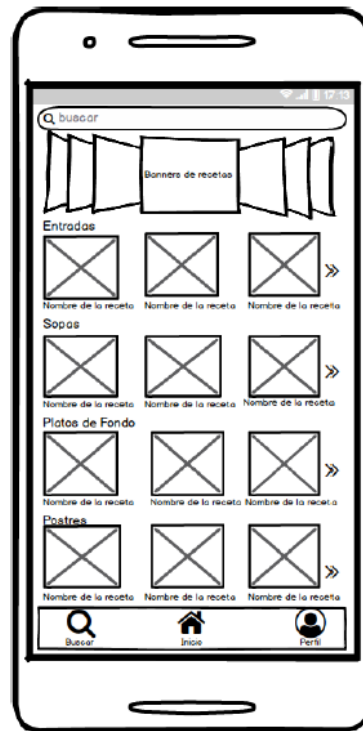 17:13
buscar
Banners de recetas
Entradas
Nombre de la receta Nombre de la receta Nombre de la receta
Sopas
Nombre de la receta Nombre de la receta Nombre de la receta
Platos de Fondo
Nombre de la receta Nombre de la receta Nombre de la receta
Postres
Nombre de la receta Nombre de la receta Nombre de la receta
Buscar Inicio Perfil